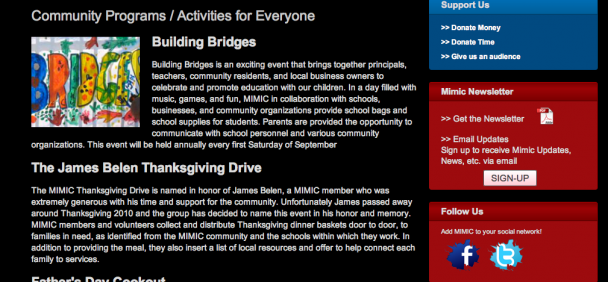 Community Programs / Activities for Everyone
BRIDGES
Building Bridges
Building Bridges is an exciting event that brings together principals,
teachers, community residents, and local business owners to
celebrate and promote education with our children. In a day filled with
music, games, and fun, MIMIC in collaboration with schools,
businesses, and community organizations provide school bags and
school supplies for students. Parents are provided the opportunity to
communicate with school personnel and various community
organizations. This event will be held annually every first Saturday of September
The James Belen Thanksgiving Drive
The MIMIC Thanksgiving Drive is named in honor of James Belen, a MIMIC member who was
extremely generous with his time and support for the community. Unfortunately James passed away
around Thanksgiving 2010 and the group has decided to name this event in his honor and memory.
MIMIC members and volunteers collect and distribute Thanksgiving dinner baskets door to door, to
families in need, as identified from the MIMIC community and the schools within which they work. In
addition to providing the meal, they also insert a list of local resources and offer to help connect each
family to services.
Father's Day Cookout
Support Us
>> Donate Money
>> Donate Time
>> Give us an audience
Mimic Newsletter
>> Get the Newsletter
>> Email Updates
Sign up to receive Mimic Updates,
News, etc. via email
SIGN-UP
Follow Us
Add MIMIC to your social network!